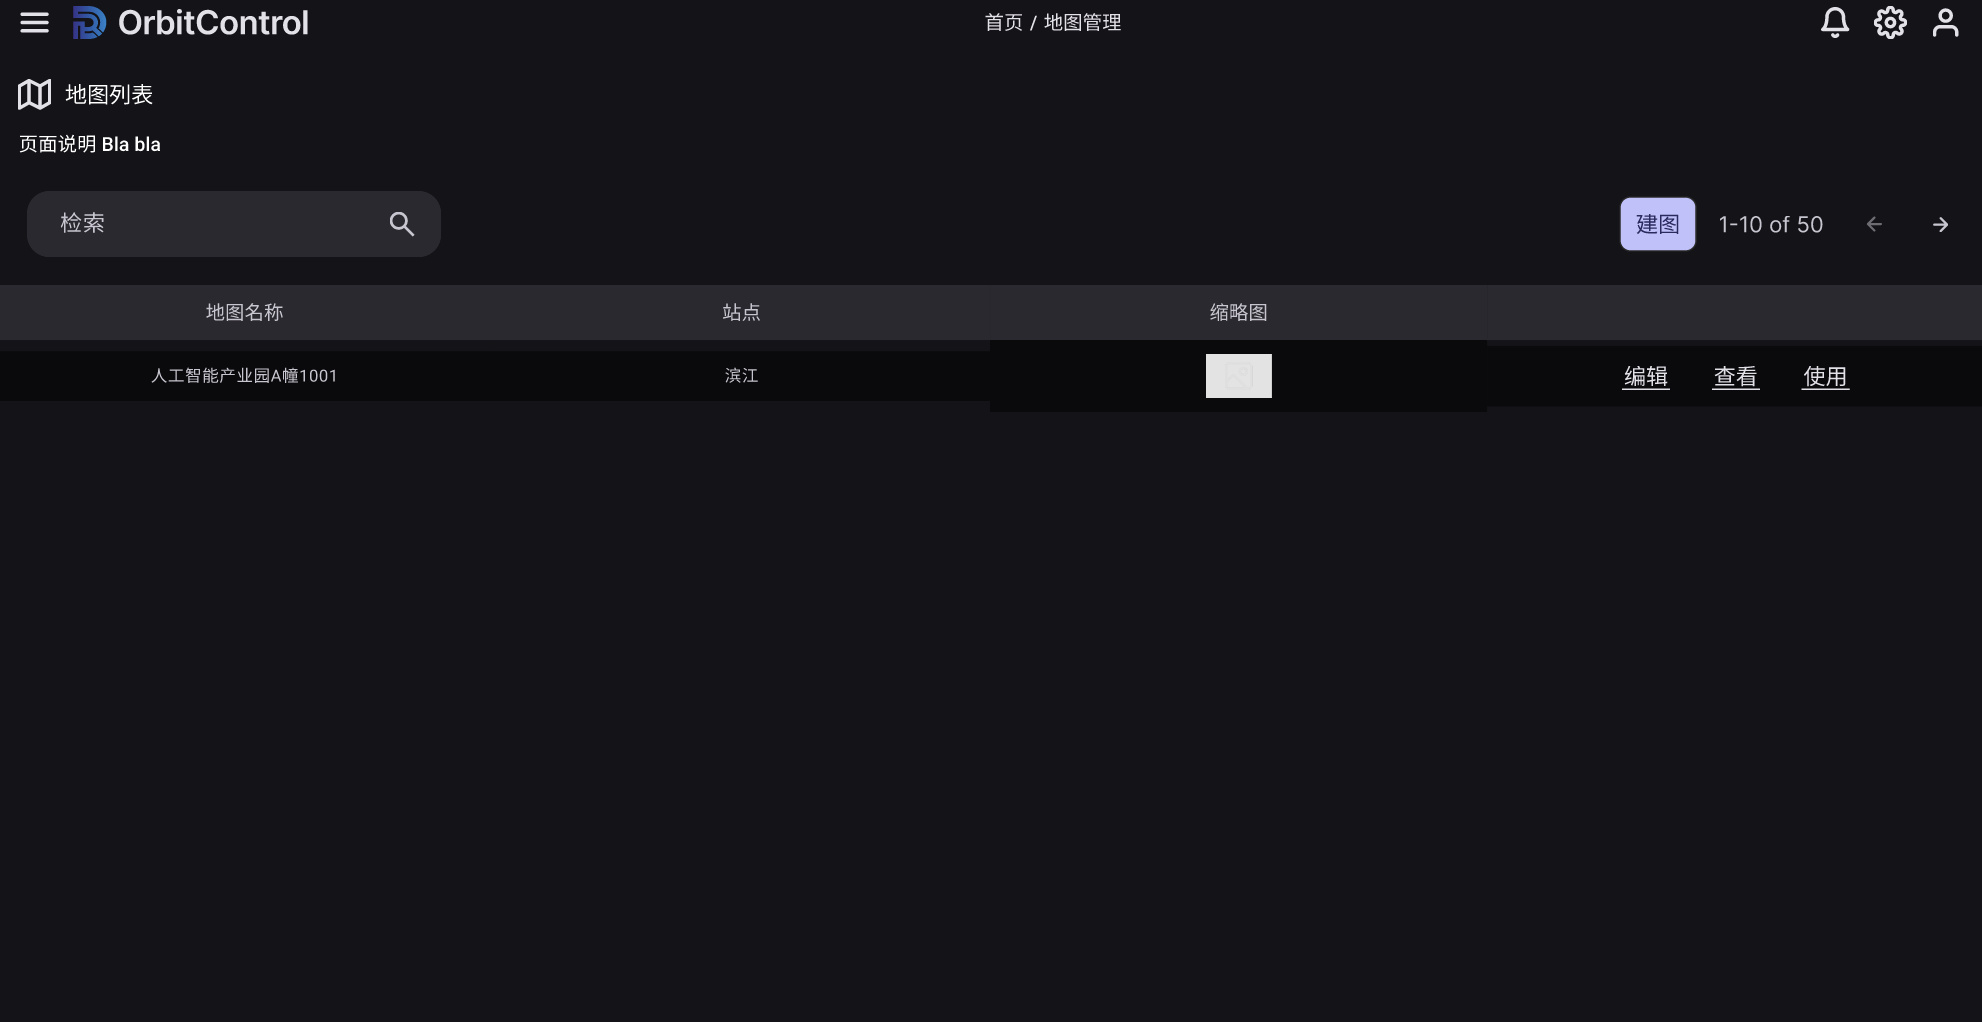 OrbitControl
首页 / 地图管理
地图列表
页面说明 Bla bla
检索
建图
1-10 of 50
地图名称 站点 缩略图
人工智能产业园A幢1001 滨江 编辑 查看 使用